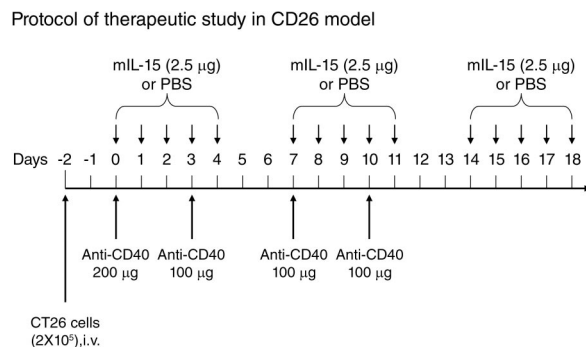 Protocol of therapeutic study in CD26 model
mIL-15 (2.5 μg)
or PBS
mIL-15 (2.5 μg)
or PBS
mIL-15 (2.5 μg)
or PBS
Days -2 -1 0 1 2 3 4 5 6 7 8 9 10 11 12 13 14 15 16 17 18
Anti-CD40
200 μg
Anti-CD40
100 μg
Anti-CD40
100 μg
Anti-CD40
100 μg
CT26 cells
(2X10⁵),i.v.